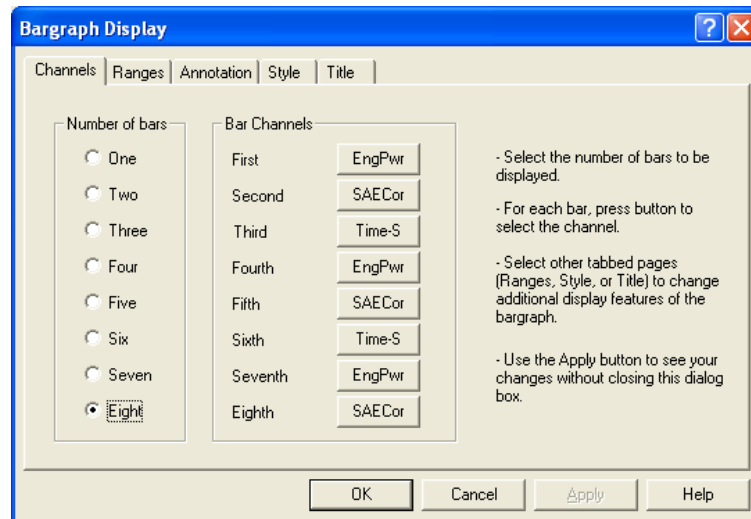 Bargraph Display
Channels Ranges Annotation Style Title
Number of bars
One
Two
Three
Four
Five
Six
Seven
Eight
Bar Channels
First EngPwr
Second SAECor
Third Time-S
Fourth EngPwr
Fifth SAECor
Sixth Time-S
Seventh EngPwr
Eighth SAECor
- Select the number of bars to be
displayed.
- For each bar, press button to
select the channel.
- Select other tabbed pages
(Ranges, Style, or Title) to change
additional display features of the
bargraph.
- Use the Apply button to see your
changes without closing this dialog
box.
OK Cancel Apply Help